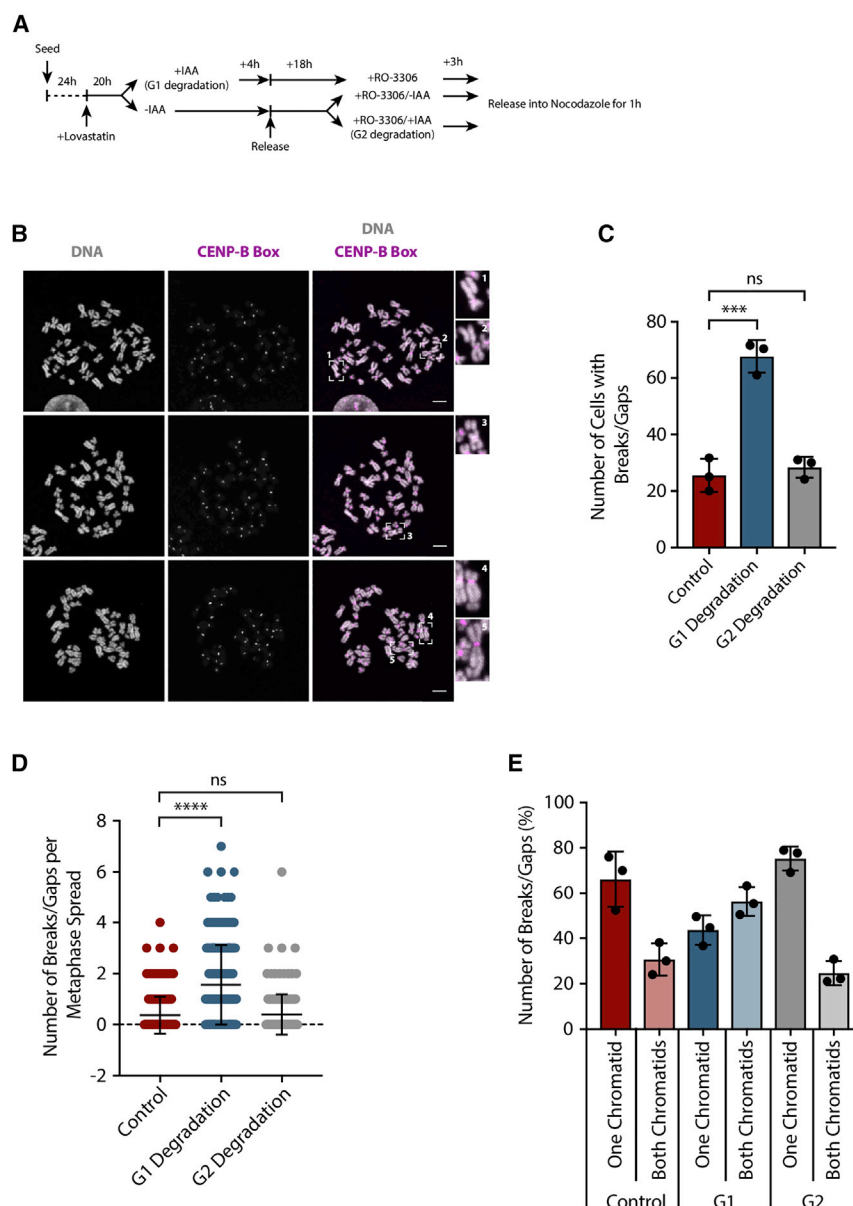 A
Seed
24h
20h
+IAA
(G1 degradation)
+4h
+18h
+RO-3306
+3h
-IAA
+RO-3306/-IAA
Release into Nocodazole for 1h
+Lovastatin
Release
+RO-3306/+IAA
(G2 degradation)
B
DNA
CENP-B Box
DNA
CENP-B Box
1
2
1
2
3
3
4
5
4
5
C
ns
***
80
60
40
20
0
Number of Cells with
Breaks/Gaps
Control
G1 Degradation
G2 Degradation
D
ns
****
8
6
4
2
0
-2
Number of Breaks/Gaps per
Metaphase Spread
Control
G1 Degradation
G2 Degradation
E
100
80
60
40
20
0
Number of Breaks/Gaps (%)
One Chromatid
Both Chromatids
One Chromatid
Both Chromatids
One Chromatid
Both Chromatids
Control
G1
G2